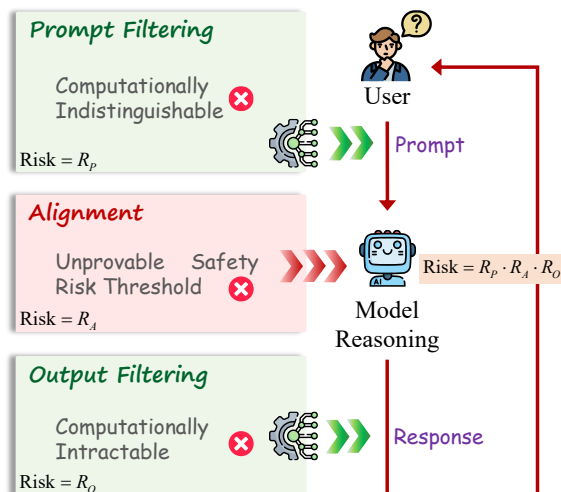 Prompt Filtering
Computationally
Indistinguishable
Risk = R_P
?
User
Prompt
Alignment
Unprovable Safety
Risk Threshold
Risk = R_A
AI
Risk = R_P · R_A · R_O
Model
Reasoning
Output Filtering
Computationally
Intractable
Risk = R_O
Response